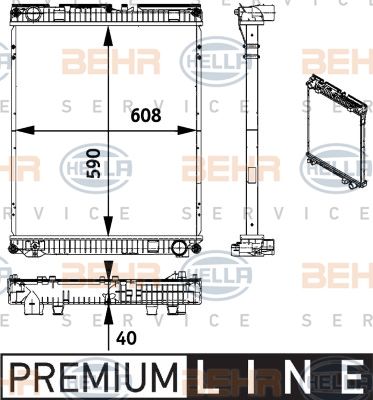 BEHR HELLA BEHR HELLA
SERVICE SERVICE
608
590
BEHR HELLA BEHR HELLA
SERVICE SERVICE
BEHR HELLA BEHR
40
PREMIUM LINE